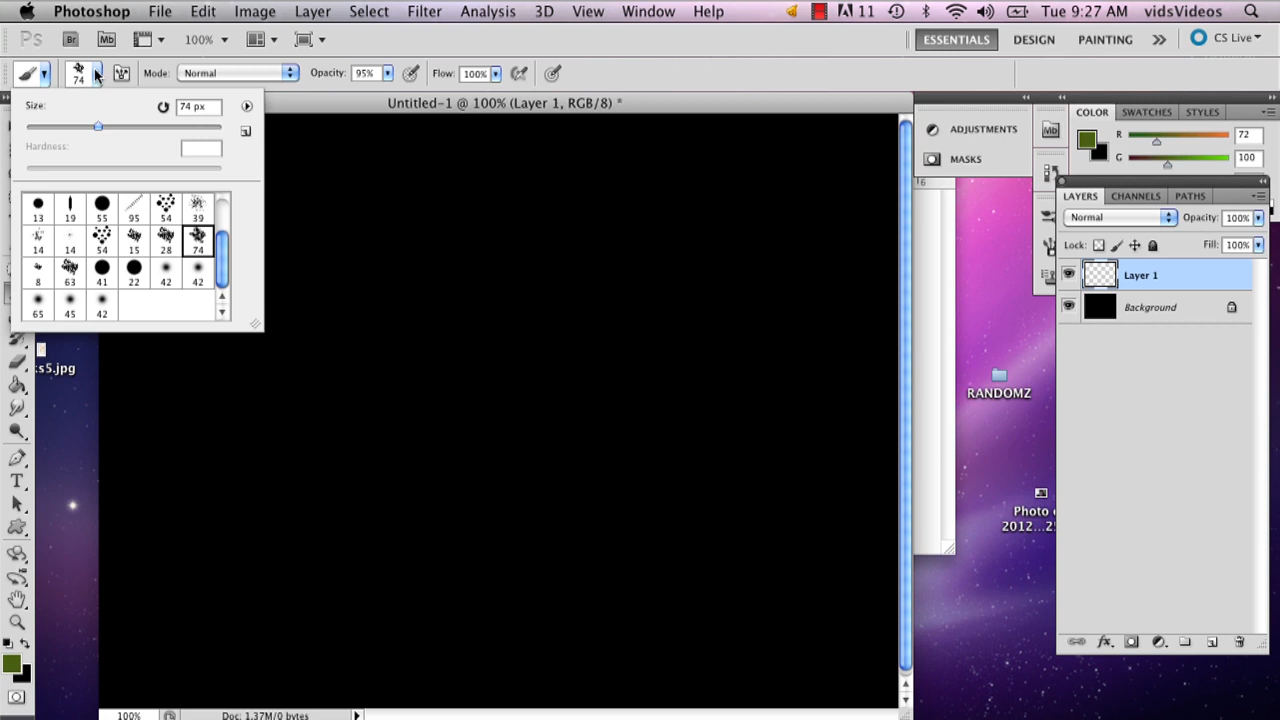 Photoshop File Edit Image Layer Select Filter Analysis 3D View Window Help 11 Tue 9:27 AM vidsVideos
Ps Br Mb 100% ESSENTIALS DESIGN PAINTING CS Live
74 Mode: Normal Opacity: 95% Flow: 100%
Untitled-1 @ 100% (Layer 1, RGB/8) *
Size: 74 px
Hardness:
13 19 55 95 54 39
14 14 54 15 28 74
8 63 41 22 42 42
65 45 42
ks5.jpg
T
100% Doc: 1.37M/0 bytes
ADJUSTMENTS
MASKS
Mb
6
COLOR SWATCHES STYLES
R 72
G 100
LAYERS CHANNELS PATHS
Normal Opacity: 100%
Lock: Fill: 100%
Layer 1
Background
fx
RANDOMZ
Photo
2012...2